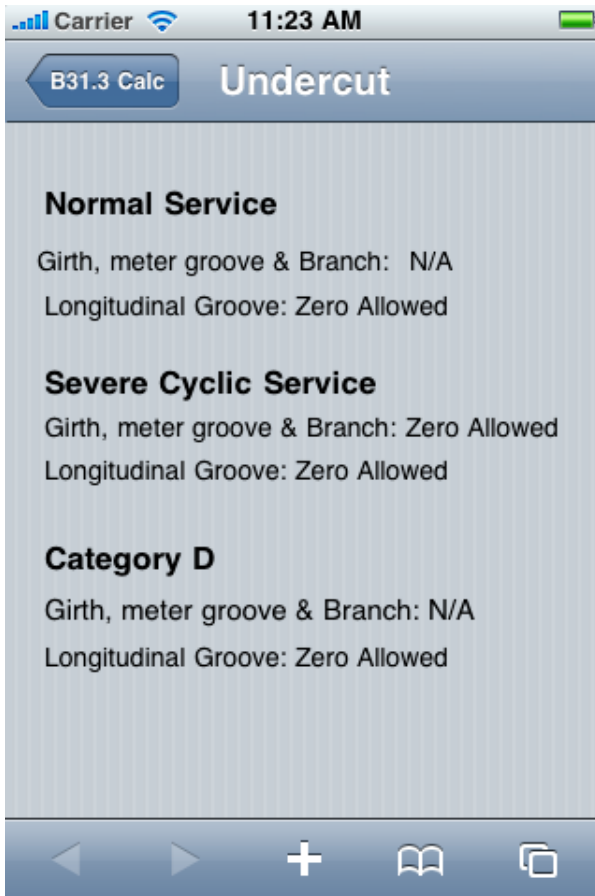 Carrier 11:23 AM
B31.3 Calc Undercut
Normal Service
Girth, meter groove & Branch: N/A
Longitudinal Groove: Zero Allowed
Severe Cyclic Service
Girth, meter groove & Branch: Zero Allowed
Longitudinal Groove: Zero Allowed
Category D
Girth, meter groove & Branch: N/A
Longitudinal Groove: Zero Allowed